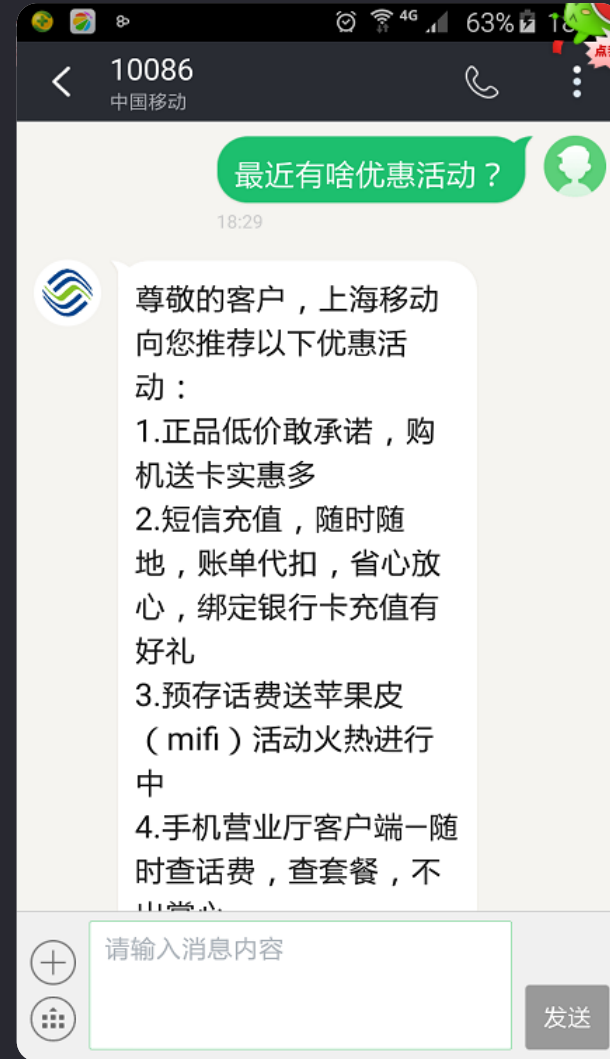 4G 63%
点
10086
中国移动
最近有啥优惠活动？
18:29
尊敬的客户，上海移动
向您推荐以下优惠活
动：
1.正品低价敢承诺，购
机送卡实惠多
2.短信充值，随时随
地，账单代扣，省心放
心，绑定银行卡充值有
好礼
3.预存话费送苹果皮
（mifi）活动火热进行
中
4.手机营业厅客户端—随
时查话费，查套餐，不
请输入消息内容
发送